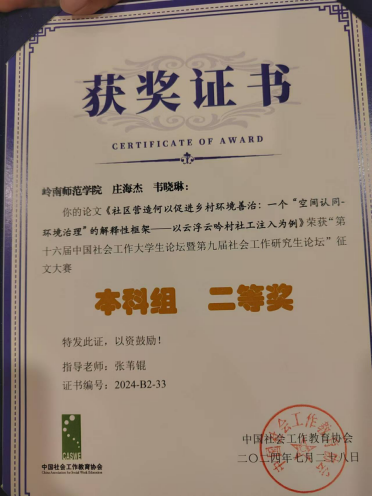 获奖证书
CERTIFICATE OF AWARD
岭南师范学院 庄海杰 韦晓琳：
你的论文《社区营造何以促进乡村环境善治：一个“空间认同-
环境治理”的解释性框架——以云浮云吟村社工注入为例》荣获“第
十六届中国社会工作大学生论坛暨第九届社会工作研究生论坛”征
文大赛
本科组 二等奖
特发此证，以资鼓励！
指导老师：张苇锟
证书编号：2024-B2-33
CASWE
中国社会工作教育协会
China Association for Social Work Education
中国社会工作教育协会
二〇二四年七月二十八日